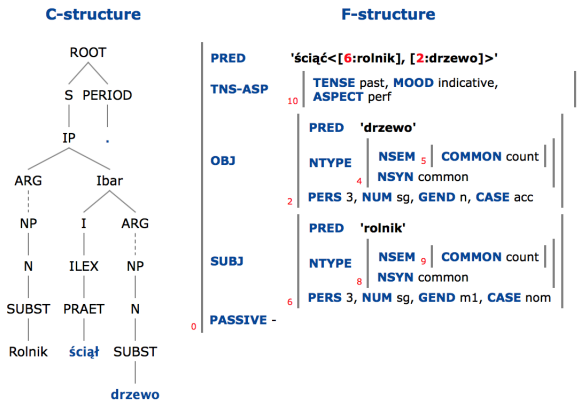 C-structure
F-structure
ROOT
S PERIOD
IP .
ARG Ibar
NP I ARG
N ILEX NP
SUBST PRAET N
Rolnik ściął SUBST
drzewo
PRED 'ściąć<[6:rolnik], [2:drzewo]>'
TNS-ASP TENSE past, MOOD indicative,
10 ASPECT perf
PRED 'drzewo'
OBJ NTYPE NSEM 5 COMMON count
4 NSYN common
2 PERS 3, NUM sg, GEND n, CASE acc
PRED 'rolnik'
SUBJ NTYPE NSEM 9 COMMON count
8 NSYN common
6 PERS 3, NUM sg, GEND m1, CASE nom
0 PASSIVE -